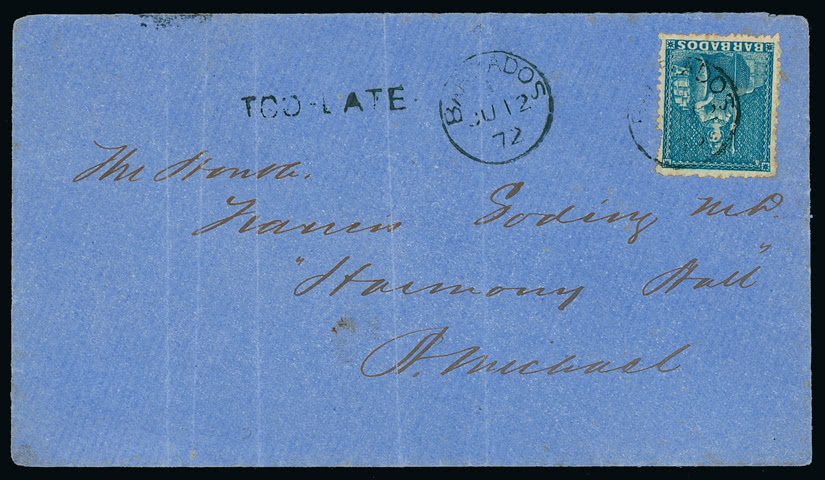 TOO-LATE
BARBADOS
JU 12
72
BARBADOS
The Honble.
Francis Goding M.D.
"Harmony Hall"
St. Michael